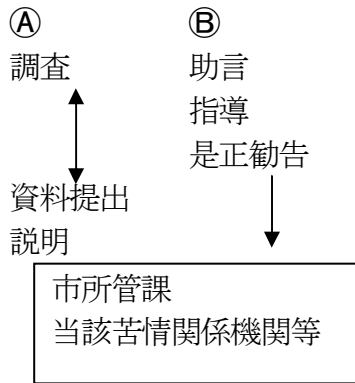 Ⓐ
調査
資料提出
説明
Ⓑ
助言
指導
是正勧告
市所管課
当該苦情関係機関等